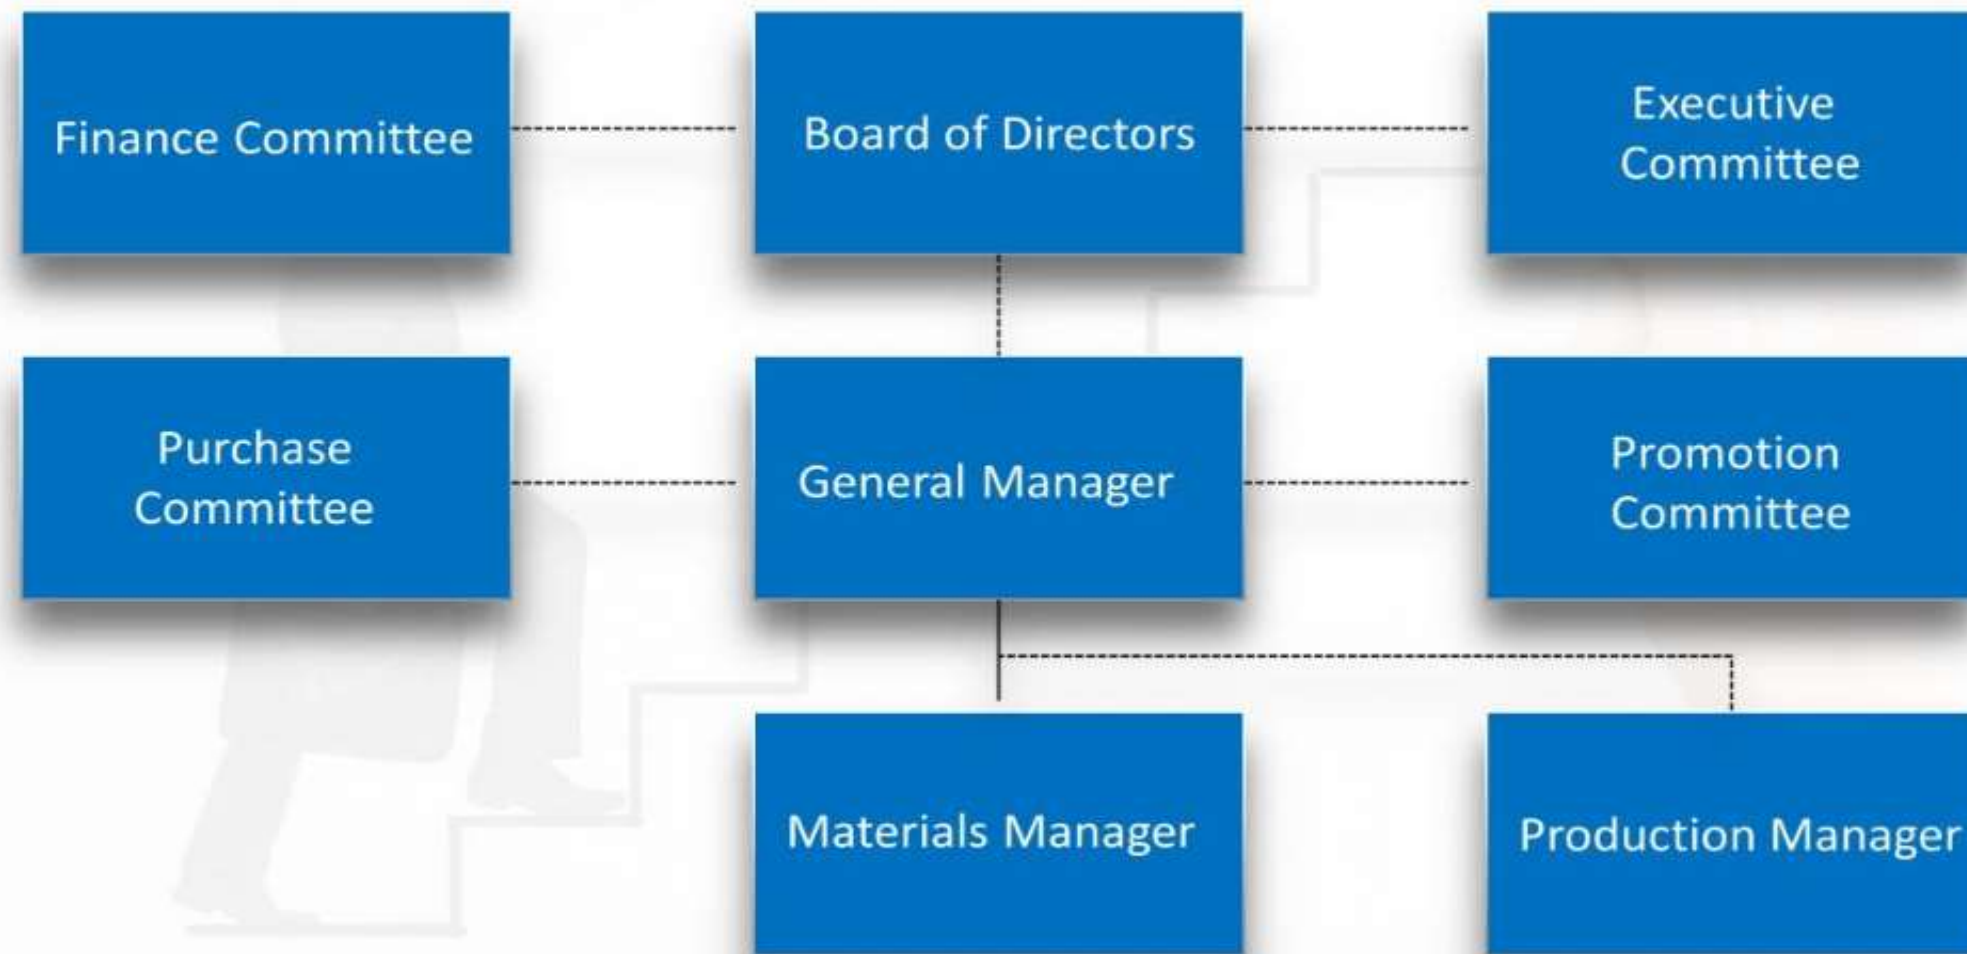 Finance Committee
Board of Directors
Executive
Committee
Purchase
Committee
General Manager
Promotion
Committee
Materials Manager
Production Manager